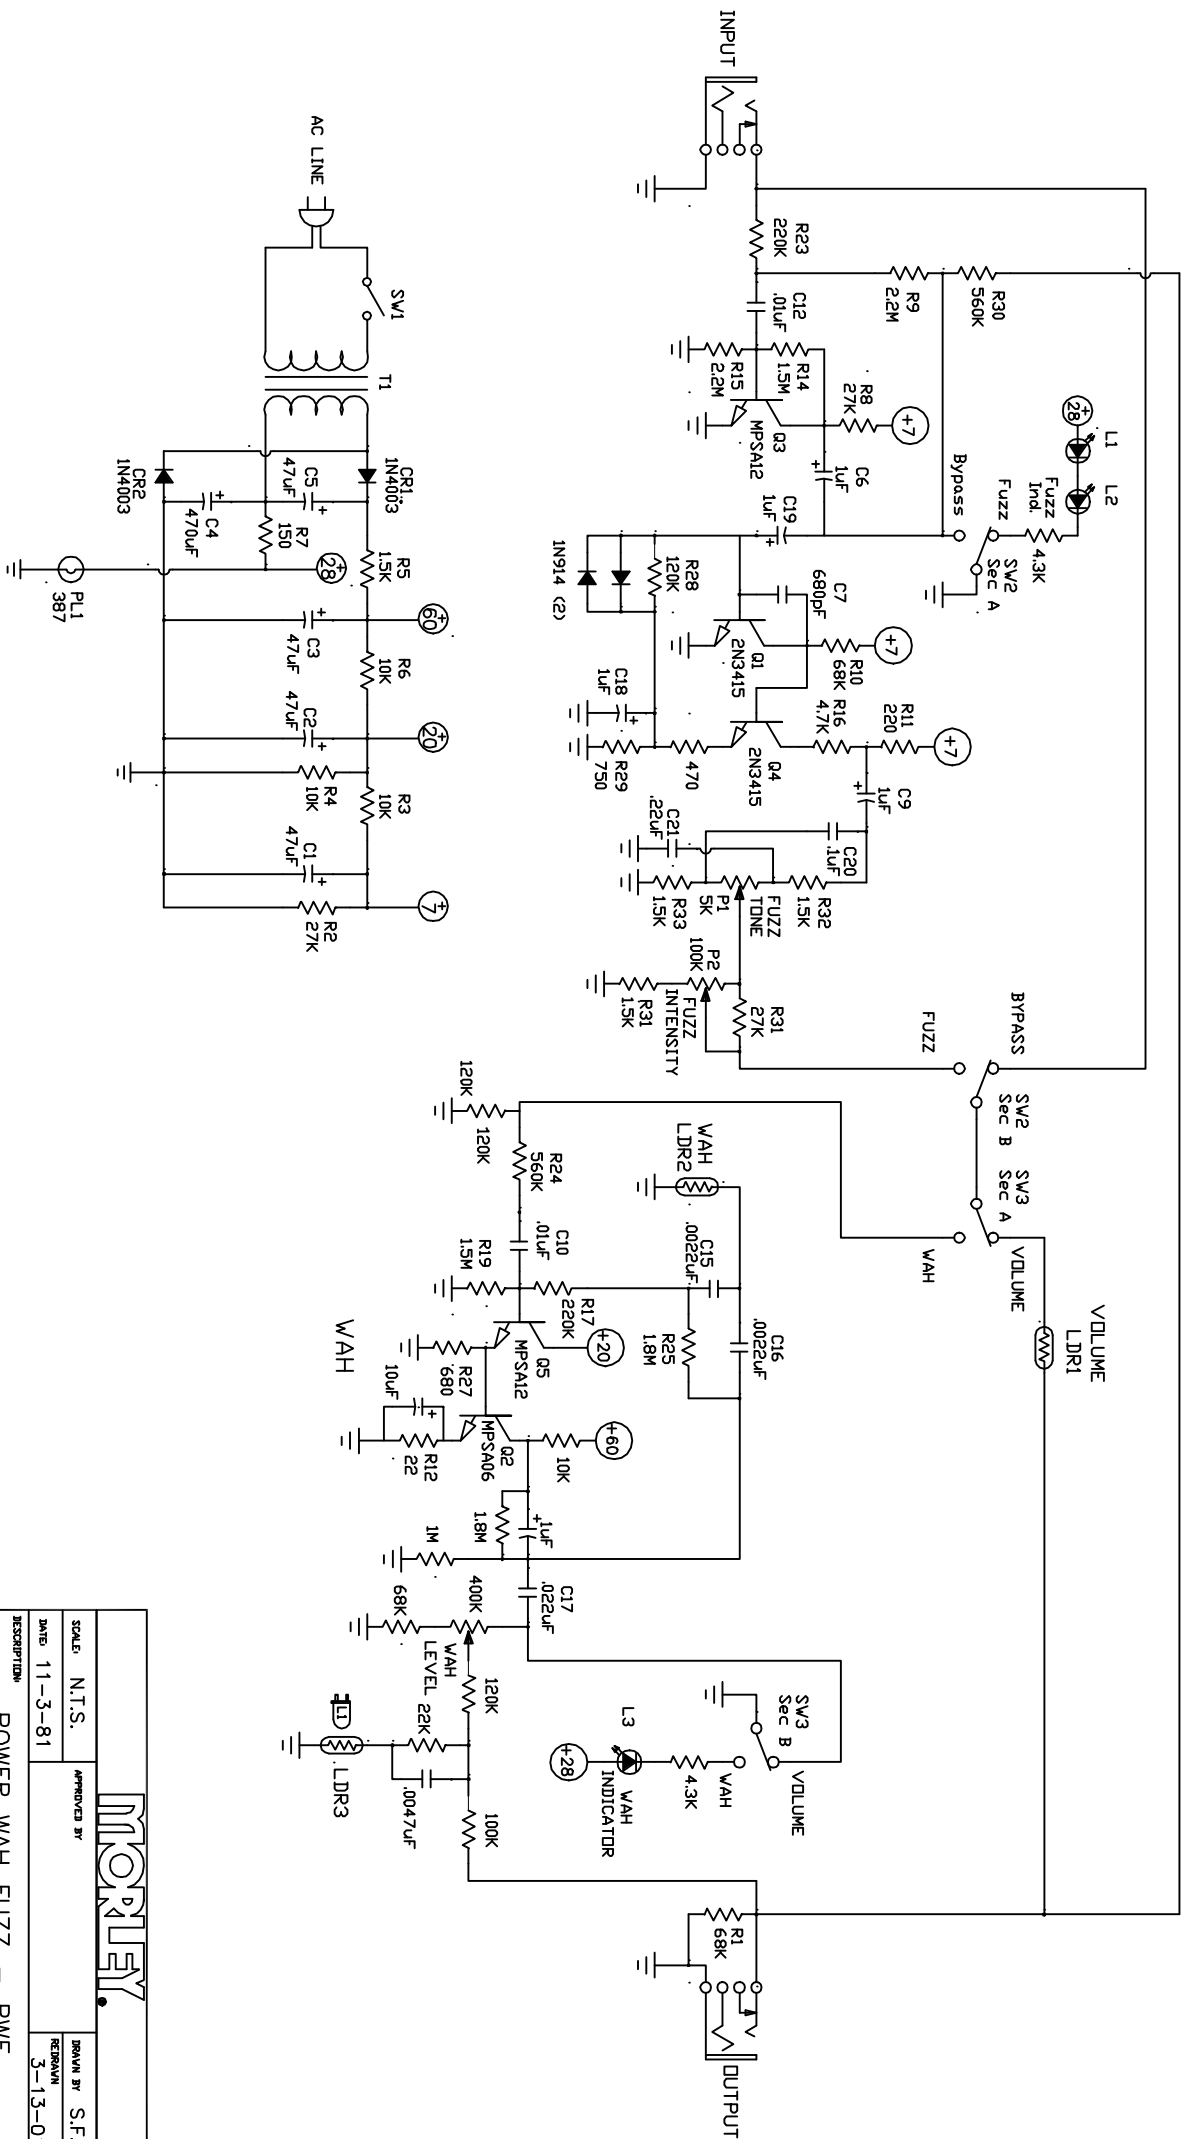 INPUT
R23
220K
R9
2.2M
R30
560K
C12
.01uF
R15
2.2M
R14
1.5M
R8
27K
+7
Q3
MPSA12
C6
1uF
+28
L1
L2
Fuzz
Ind.
4.3K
Bypass
Fuzz
SW2
Sec A
C19
1uF
1N914 (2)
R28
120K
C7
680pF
Q1
2N3415
R10
68K
+7
C18
1uF
R29
750
470
Q4
2N3415
R16
4.7K
R11
220
+7
C9
1uF
C20
.1uF
C21
.22uF
R33
1.5K
P1
5K
FUZZ
TONE
R32
1.5K
P2
100K
R31
1.5K
FUZZ
INTENSITY
R31
27K
BYPASS
FUZZ
SW2
Sec B
SW3
Sec A
VOLUME
WAH
VOLUME
LDR1
WAH
LDR2
120K
120K
R24
560K
C10
.01uF
R19
1.5M
R17
220K
C15
.0022uF
C16
.0022uF
R25
1.8M
+20
Q5
MPSA12
R27
680
WAH
10uF
R12
22
Q2
MPSA06
10K
+60
1uF
1.8M
1M
C17
.022uF
400K
68K
WAH
LEVEL
120K
22K
L1
LDR3
.0047uF
100K
SW3
Sec B
VOLUME
WAH
4.3K
L3
WAH
INDICATOR
+28
R1
68K
OUTPUT
AC LINE
SW1
T1
CR1
1N4003
CR2
1N4003
C5
47uF
C4
470uF
R7
150
+28
PL1
387
R5
1.5K
+60
C3
47uF
R6
10K
+20
C2
47uF
R4
10K
R3
10K
C1
47uF
R2
27K
+7
MORLEY
SCALE: N.T.S.
APPROVED BY
DRAWN BY S.F.
DATE: 11-3-81
REDRAWN
3-13-0
DESCRIPTION:
POWER WAH FUZZ - PWF